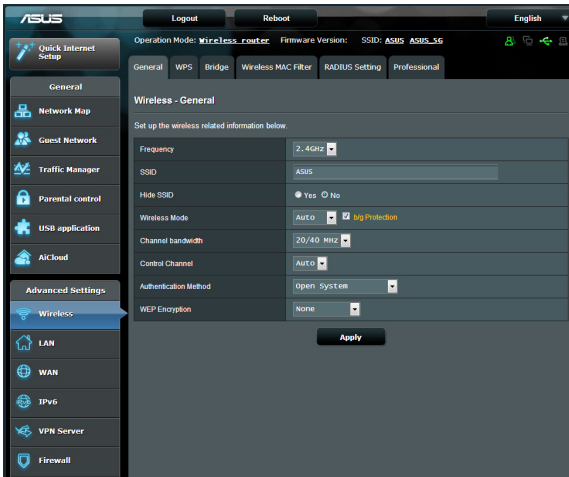 ASUS
Logout
Reboot
English
Quick Internet Setup
Operation Mode: Wireless router Firmware Version: SSID: ASUS ASUS_5G
General WPS Bridge Wireless MAC Filter RADIUS Setting Professional
General
Network Map
Guest Network
Traffic Manager
Parental control
USB application
AiCloud
Advanced Settings
Wireless
LAN
WAN
IPv6
VPN Server
Firewall
Wireless - General
Set up the wireless related information below.
Frequency 2.4GHz
SSID ASUS
Hide SSID Yes No
Wireless Mode Auto b/g Protection
Channel bandwidth 20/40 MHz
Control Channel Auto
Authentication Method Open System
WEP Encryption None
Apply